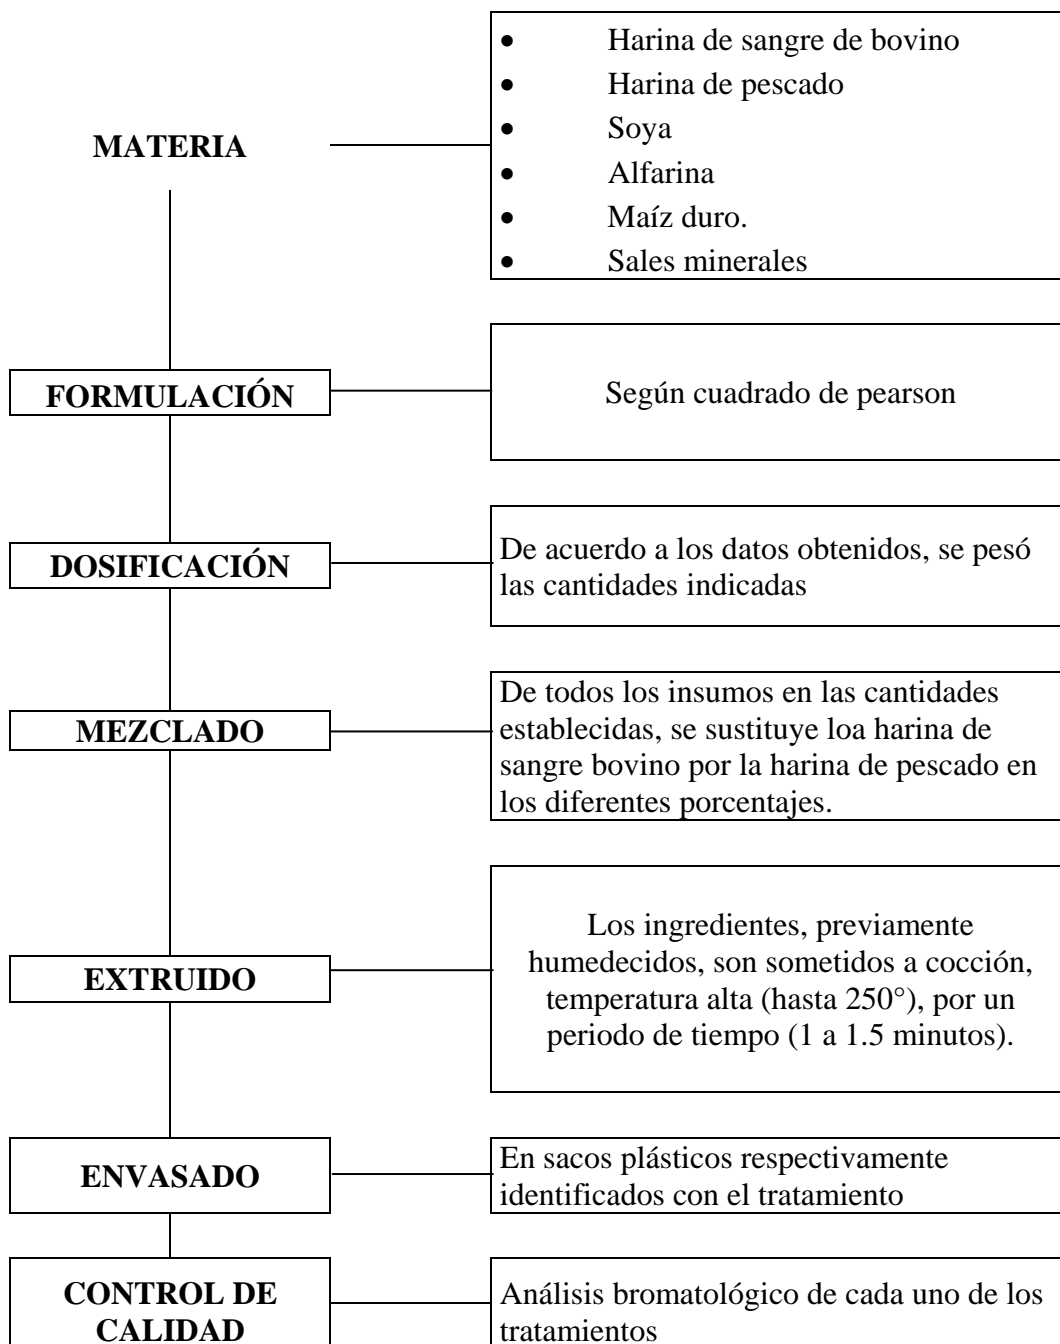 MATERIA
• Harina de sangre de bovino
• Harina de pescado
• Soya
• Alfarina
• Maíz duro.
• Sales minerales
FORMULACIÓN
Según cuadrado de pearson
DOSIFICACIÓN
De acuerdo a los datos obtenidos, se pesó
las cantidades indicadas
MEZCLADO
De todos los insumos en las cantidades
establecidas, se sustituye loa harina de
sangre bovino por la harina de pescado en
los diferentes porcentajes.
EXTRUIDO
Los ingredientes, previamente
humedecidos, son sometidos a cocción,
temperatura alta (hasta 250°), por un
periodo de tiempo (1 a 1.5 minutos).
ENVASADO
En sacos plásticos respectivamente
identificados con el tratamiento
CONTROL DE
CALIDAD
Análisis bromatológico de cada uno de los
tratamientos